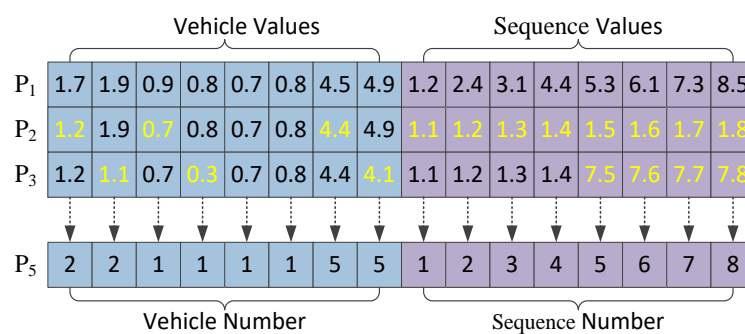 Vehicle Values Sequence Values
P1 1.7 1.9 0.9 0.8 0.7 0.8 4.5 4.9 1.2 2.4 3.1 4.4 5.3 6.1 7.3 8.5
P2 1.2 1.9 0.7 0.8 0.7 0.8 4.4 4.9 1.1 1.2 1.3 1.4 1.5 1.6 1.7 1.8
P3 1.2 1.1 0.7 0.3 0.7 0.8 4.4 4.1 1.1 1.2 1.3 1.4 7.5 7.6 7.7 7.8
P5 2 2 1 1 1 1 5 5 1 2 3 4 5 6 7 8
Vehicle Number Sequence Number